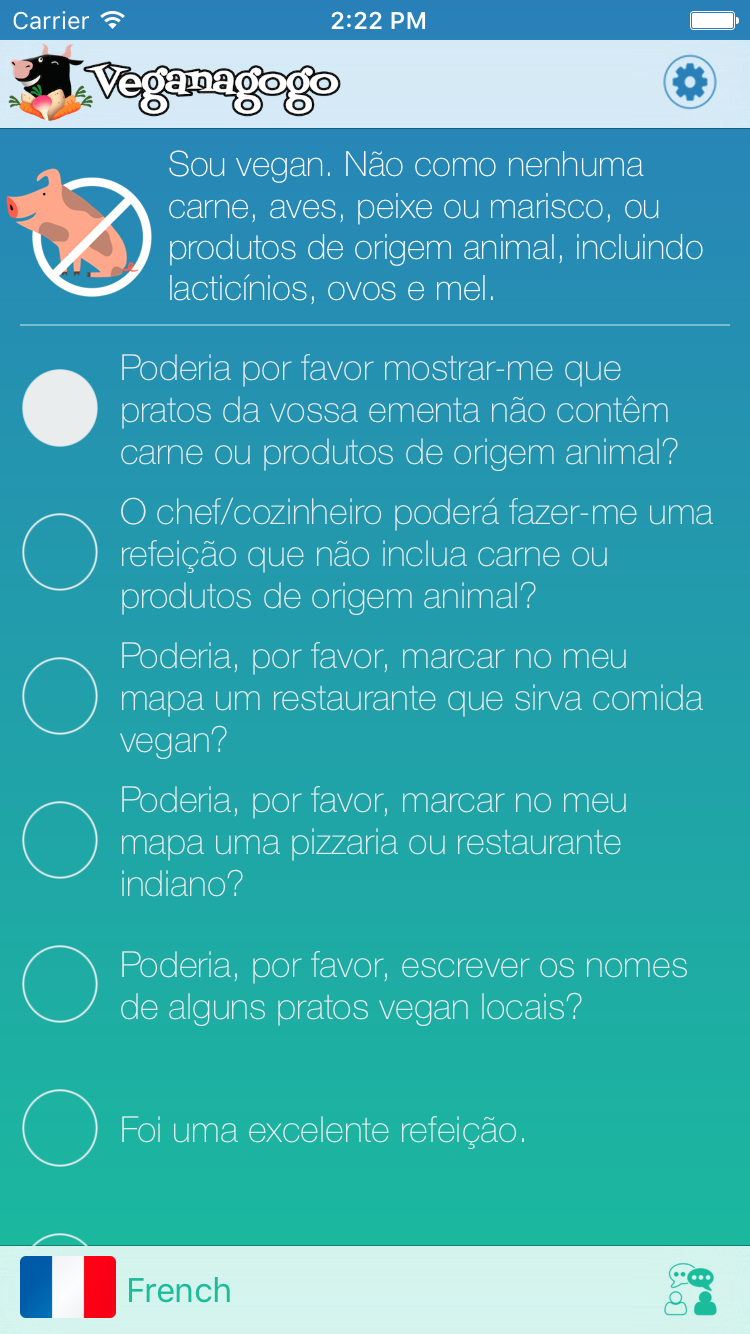 Carrier
2:22 PM
Veganagogo
Sou vegan. Não como nenhuma
carne, aves, peixe ou marisco, ou
produtos de origem animal, incluindo
lacticínios, ovos e mel.
Poderia por favor mostrar-me que
pratos da vossa ementa não contêm
carne ou produtos de origem animal?
O chef/cozinheiro poderá fazer-me uma
refeição que não inclua carne ou
produtos de origem animal?
Poderia, por favor, marcar no meu
mapa um restaurante que sirva comida
vegan?
Poderia, por favor, marcar no meu
mapa uma pizzaria ou restaurante
indiano?
Poderia, por favor, escrever os nomes
de alguns pratos vegan locais?
Foi uma excelente refeição.
French